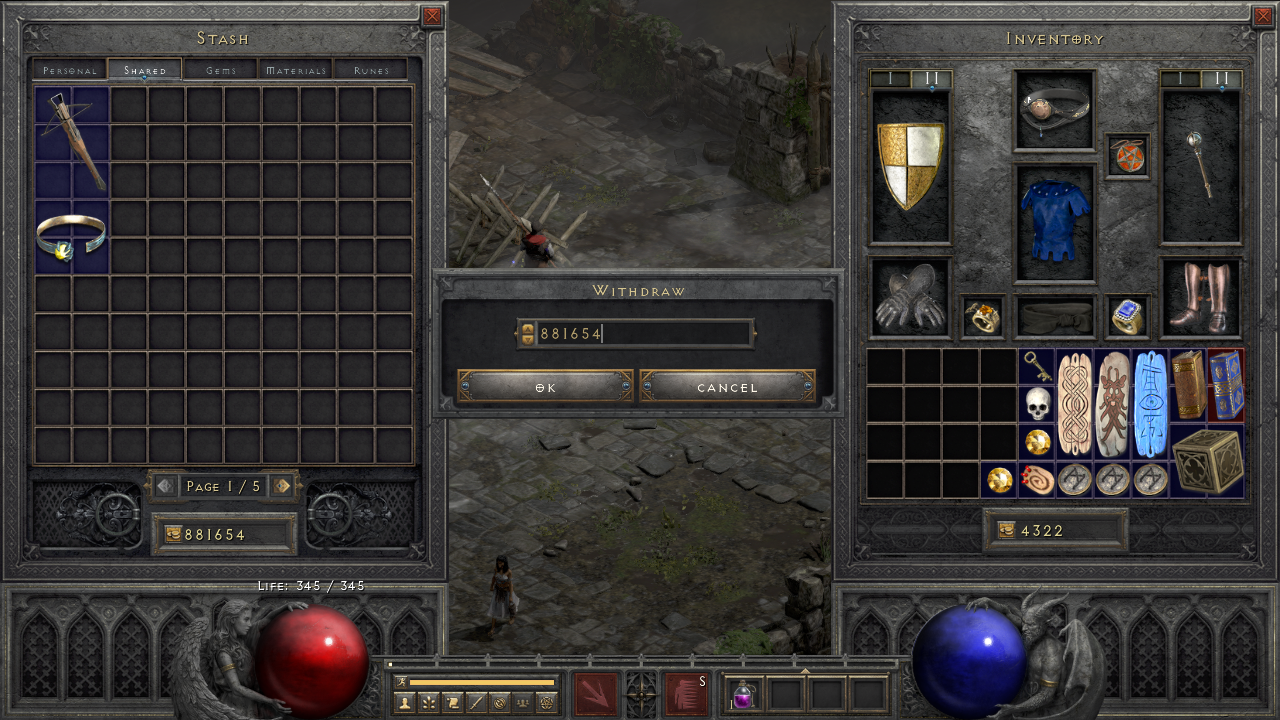 STASH
PERSONAL SHARED GEMS MATERIALS RUNES
PAGE 1 / 5
881654
LIFE: 345 / 345
WITHDRAW
881654
OK CANCEL
S
1
INVENTORY
I II I II
4322